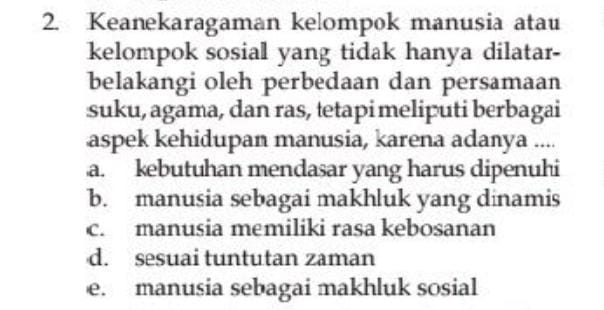 2. Keanekaragaman kelompok manusia atau
kelompok sosial yang tidak hanya dilatar-
belakangi oleh perbedaan dan persamaan
suku, agama, dan ras, tetapi meliputi berbagai
aspek kehidupan manusia, karena adanya ....
a. kebutuhan mendasar yang harus dipenuhi
b. manusia sebagai makhluk yang dinamis
c. manusia memiliki rasa kebosanan
d. sesuai tuntutan zaman
e. manusia sebagai makhluk sosial